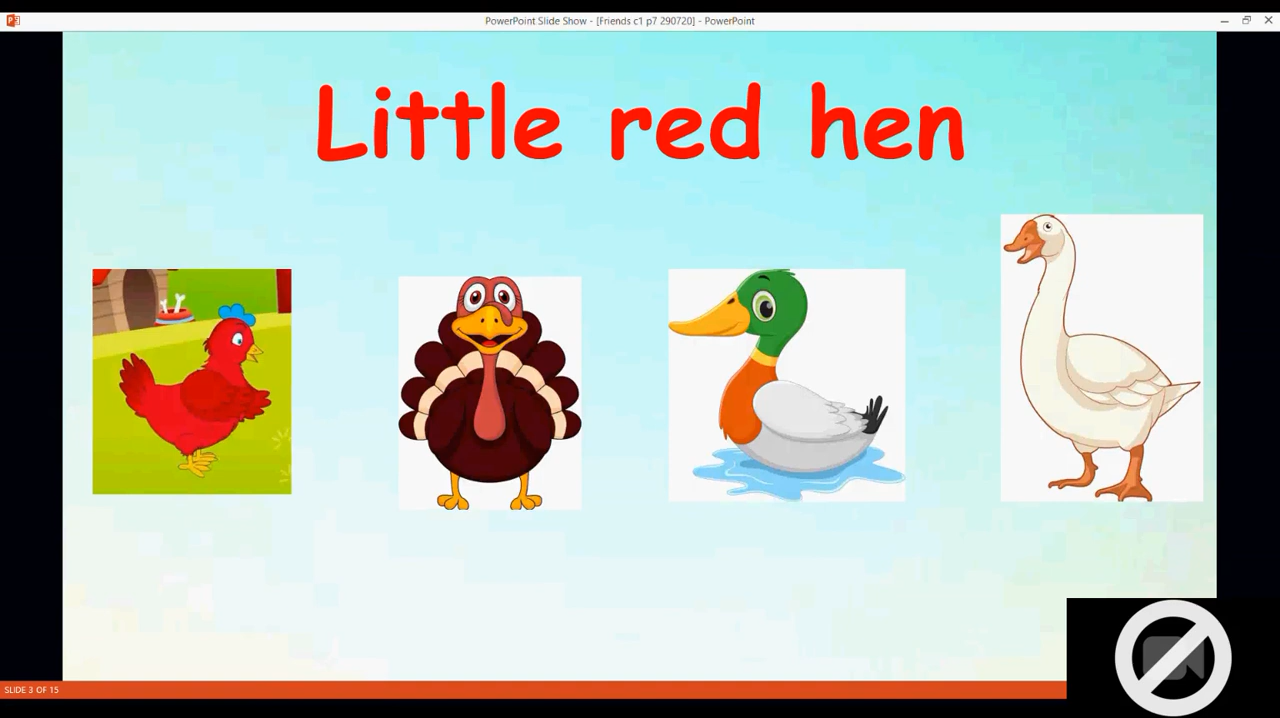 PowerPoint Slide Show - [Friends c1 p7 290720] - PowerPoint
Little red hen
SLIDE 3 OF 15